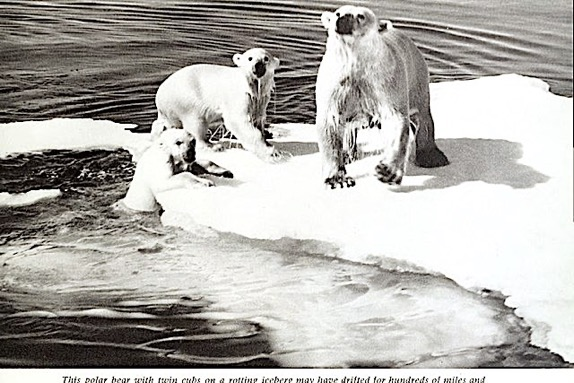 This polar bear with twin cubs on a rotting iceberg may have drifted for hundreds of miles and